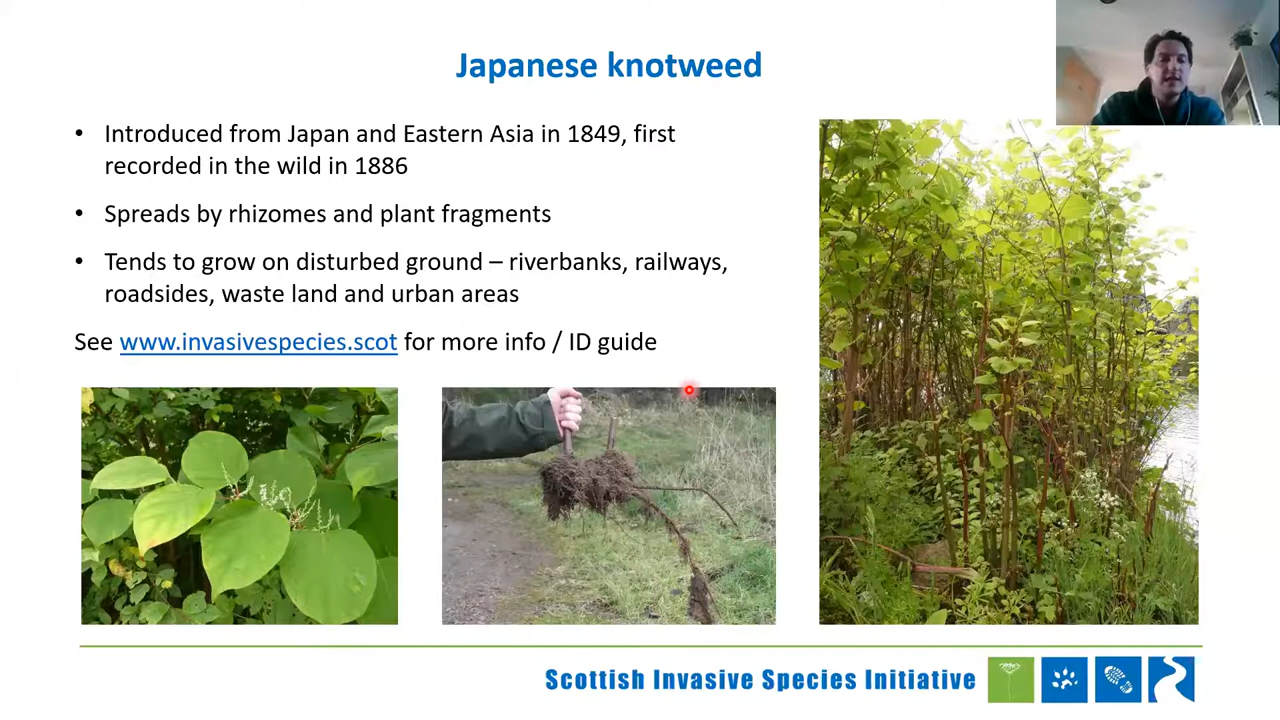 Japanese knotweed
• Introduced from Japan and Eastern Asia in 1849, first
recorded in the wild in 1886
• Spreads by rhizomes and plant fragments
• Tends to grow on disturbed ground – riverbanks, railways,
roadsides, waste land and urban areas
See www.invasivespecies.scot for more info / ID guide
Scottish Invasive Species Initiative